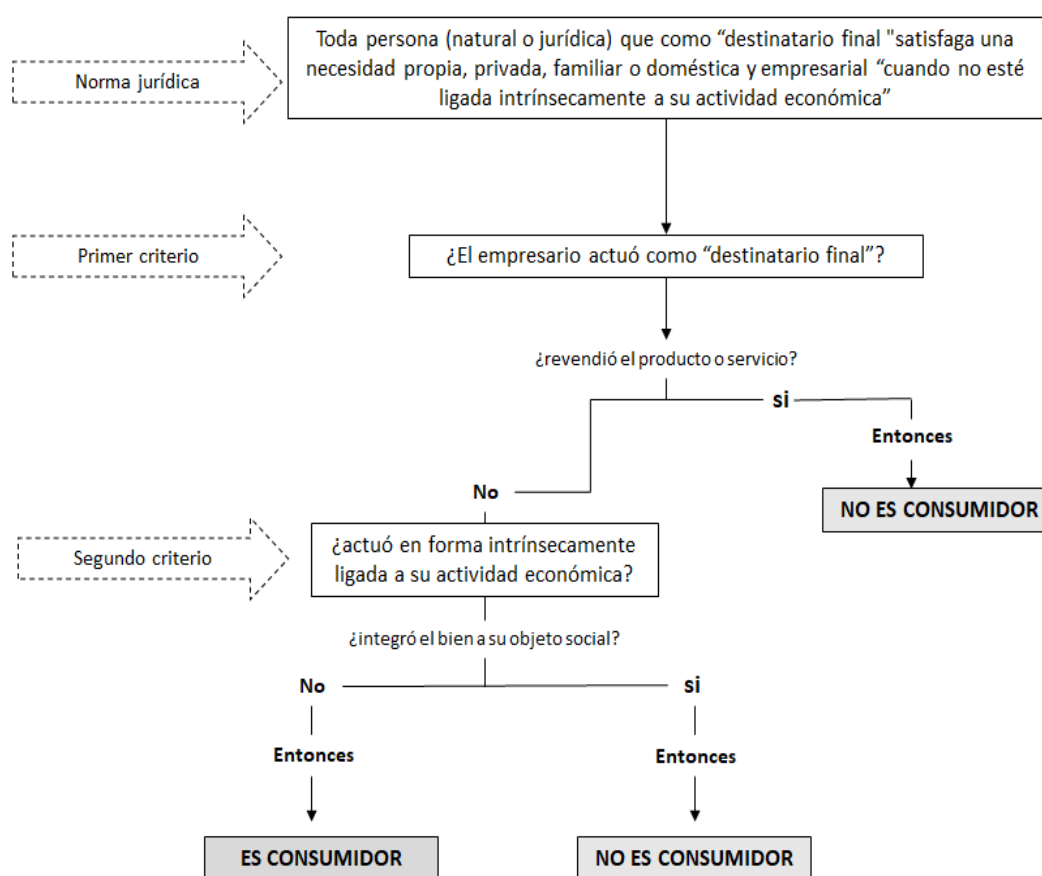 Toda persona (natural o jurídica) que como “destinatario final "satisfaga una
necesidad propia, privada, familiar o doméstica y empresarial “cuando no esté
ligada intrínsecamente a su actividad económica”
Norma jurídica
Primer criterio
¿El empresario actuó como “destinatario final”?
¿revendió el producto o servicio?
si
Entonces
No
NO ES CONSUMIDOR
Segundo criterio
¿actuó en forma intrínsecamente
ligada a su actividad económica?
¿integró el bien a su objeto social?
No
si
Entonces
Entonces
ES CONSUMIDOR
NO ES CONSUMIDOR